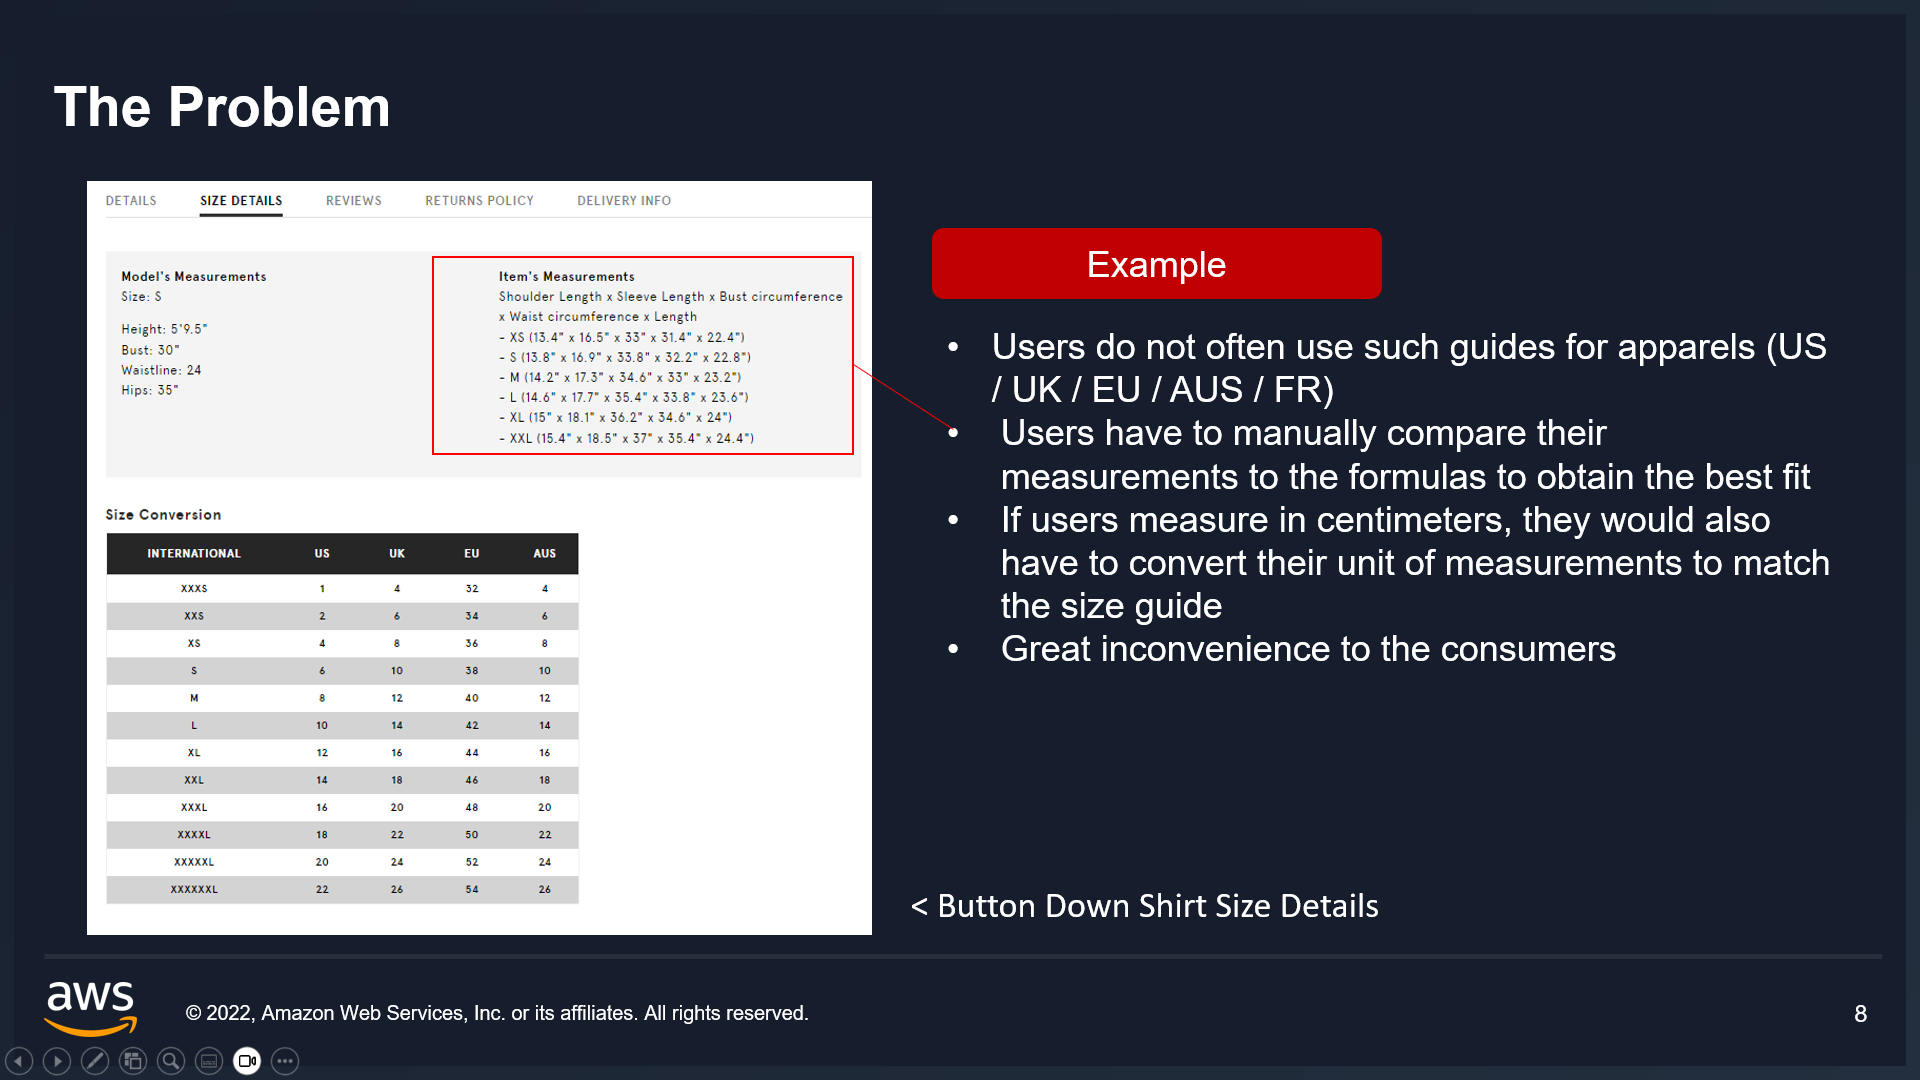 The Problem
DETAILS SIZE DETAILS REVIEWS RETURNS POLICY DELIVERY INFO
Model's Measurements
Size: S
Height: 5'9.5"
Bust: 30"
Waistline: 24
Hips: 35"
Item's Measurements
Shoulder Length x Sleeve Length x Bust circumference
x Waist circumference x Length
- XS (13.4" x 16.5" x 33" x 31.4" x 22.4")
- S (13.8" x 16.9" x 33.8" x 32.2" x 22.8")
- M (14.2" x 17.3" x 34.6" x 33" x 23.2")
- L (14.6" x 17.7" x 35.4" x 33.8" x 23.6")
- XL (15" x 18.1" x 36.2" x 34.6" x 24")
- XXL (15.4" x 18.5" x 37" x 35.4" x 24.4")
Size Conversion
INTERNATIONAL US UK EU AUS
XXXS 1 4 32 4
XXS 2 6 34 6
XS 4 8 36 8
S 6 10 38 10
M 8 12 40 12
L 10 14 42 14
XL 12 16 44 16
XXL 14 18 46 18
XXXL 16 20 48 20
XXXXL 18 22 50 22
XXXXXL 20 24 52 24
XXXXXXL 22 26 54 26
Example
• Users do not often use such guides for apparels (US
/ UK / EU / AUS / FR)
• Users have to manually compare their
measurements to the formulas to obtain the best fit
• If users measure in centimeters, they would also
have to convert their unit of measurements to match
the size guide
• Great inconvenience to the consumers
< Button Down Shirt Size Details
aws
© 2022, Amazon Web Services, Inc. or its affiliates. All rights reserved.
8